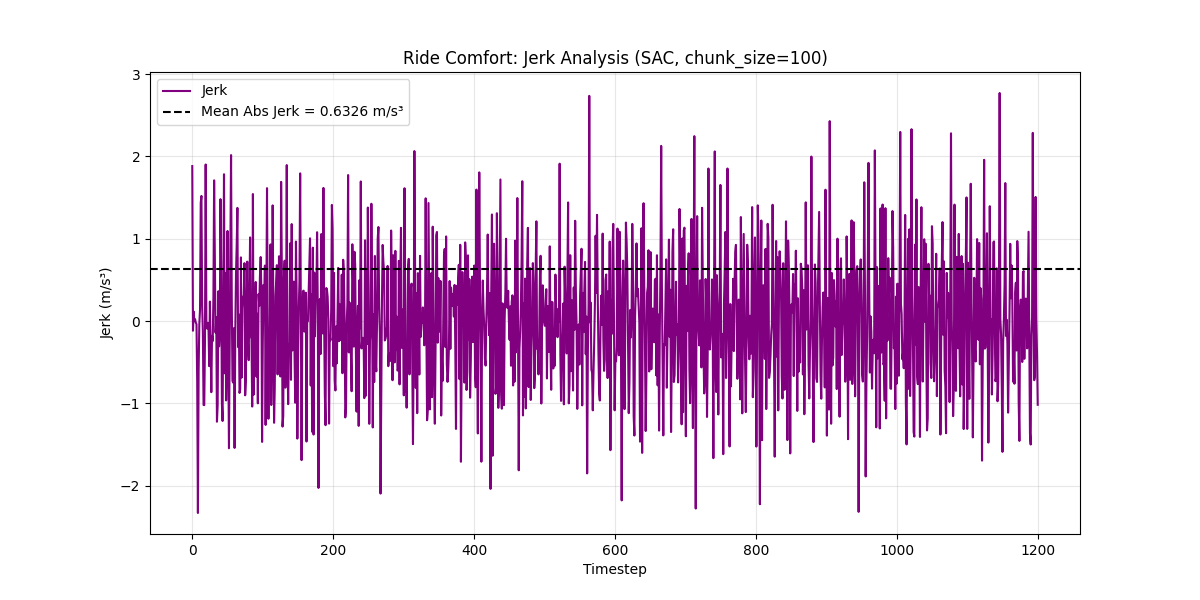 Ride Comfort: Jerk Analysis (SAC, chunk_size=100)
Jerk
Mean Abs Jerk = 0.6326 m/s³
Jerk (m/s³)
3
2
1
0
−1
−2
0 200 400 600 800 1000 1200
Timestep